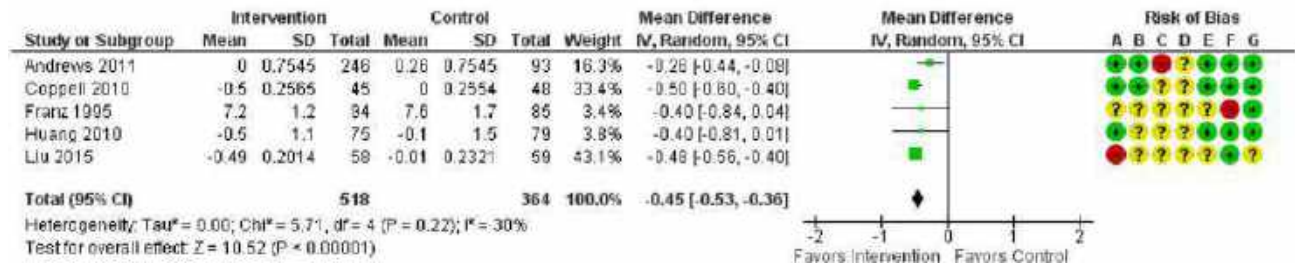 Intervention Control Mean Difference Mean Difference Risk of Bias
Study or Subgroup Mean SD Total Mean SD Total Weight IV, Random, 95% CI IV, Random, 95% CI A B C D E F G
Andrews 2011 0 0.7545 246 0.26 0.7545 93 16.3% -0.26 [-0.44, -0.08] + + ? + + +
Coppell 2010 -0.5 0.2565 45 0 0.2554 48 33.4% -0.50 [-0.60, -0.40] + + ? ? + + +
Franz 1995 7.2 1.2 94 7.6 1.7 85 3.4% -0.40 [-0.84, 0.04] ? ? ? ? ? +
Huang 2010 -0.5 1.1 75 -0.1 1.5 79 3.8% -0.40 [-0.81, 0.01] + ? ? ? ? + +
Liu 2015 -0.49 0.2014 58 -0.01 0.2321 59 43.1% -0.48 [-0.56, -0.40] ? ? ? ? + ?
Total (95% CI) 518 364 100.0% -0.45 [-0.53, -0.36]
Heterogeneity: Tau² = 0.00; Chi² = 5.71, df = 4 (P = 0.22); I² = 30%
Test for overall effect: Z = 10.52 (P < 0.00001)
-2 -1 0 1 2
Favors Intervention Favors Control